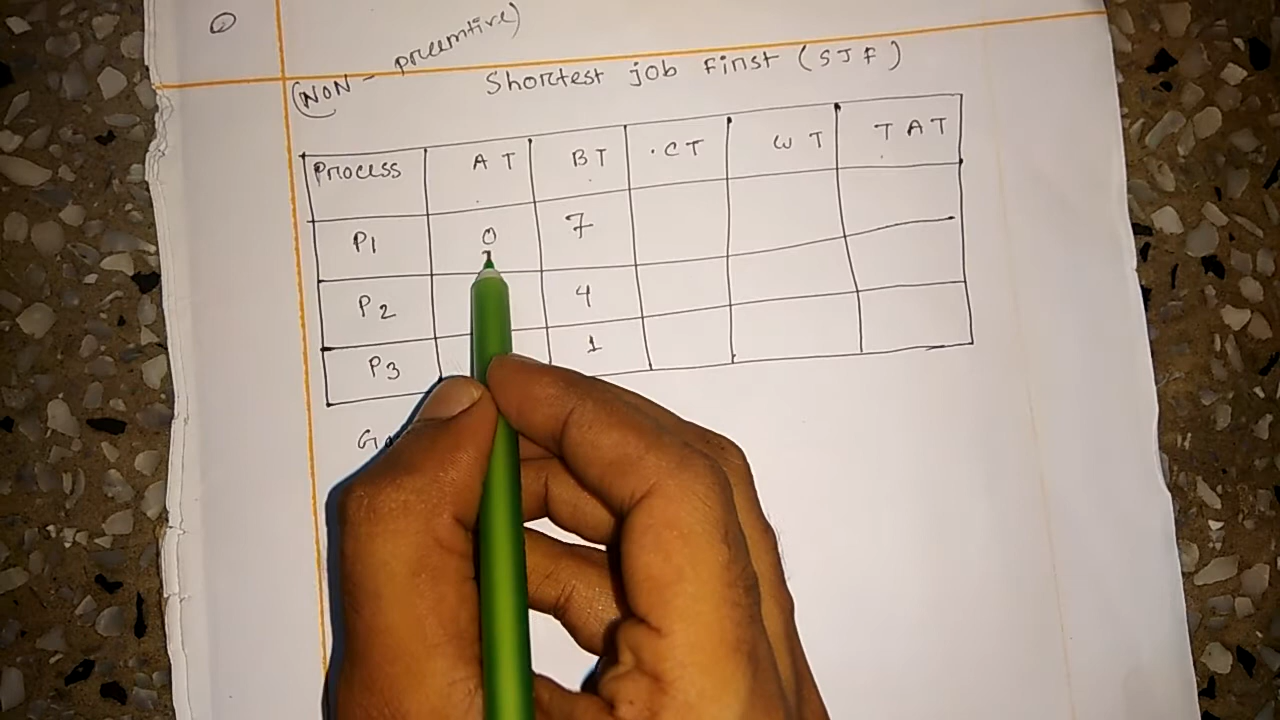 (NON - preemtive)
Shortest job first (SJF)
Process AT BT CT WT TAT
P1 0 7
P2 4
P3 1